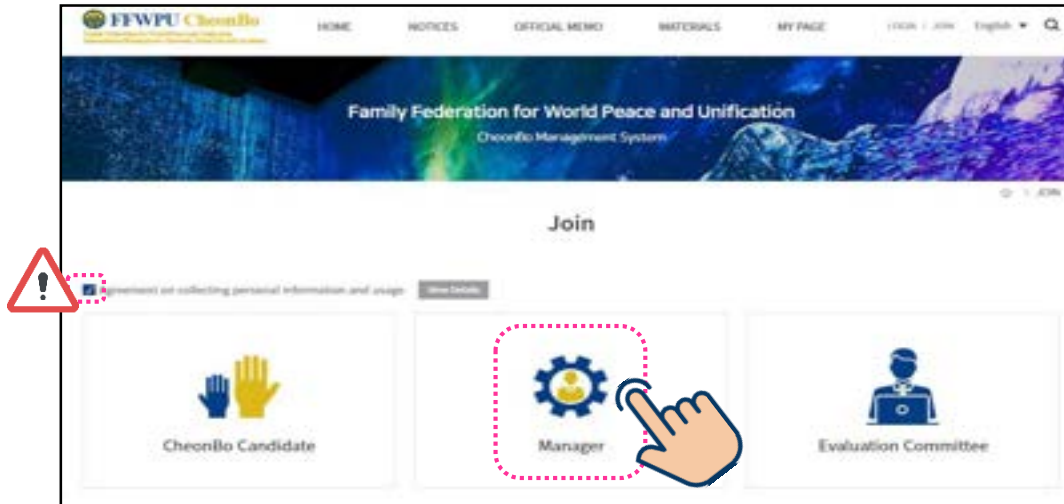 FFWPU CheonBo
HOME NOTICES OFFICIAL MEMO MATERIALS MY PAGE LOGIN / JOIN English
Family Federation for World Peace and Unification
CheonBo Management System
JOIN
Join
Agreement on collecting personal information and usage View Details
CheonBo Candidate Manager Evaluation Committee